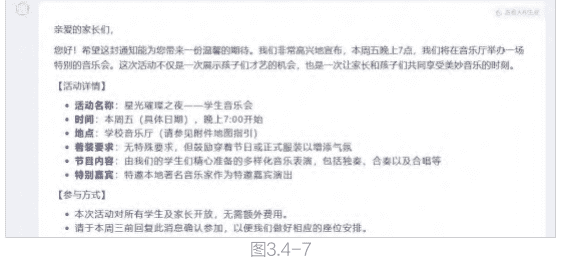 亲爱的家长们，
您好！希望这封通知能为您带来一份温馨的期待。我们非常高兴地宣布，本周五晚上7点，我们将在音乐厅举办一场
特别的音乐会。这次活动不仅是一次展示孩子们才艺的机会，也是一次让家长和孩子们共同享受美妙音乐的时刻。
【活动详情】
• 活动名称：星光璀璨之夜——学生音乐会
• 时间：本周五（具体日期），晚上7:00开始
• 地点：学校音乐厅（请参见附件地图指引）
• 着装要求：无特殊要求，但鼓励穿着节日或正式服装以增添气氛
• 节目内容：由我们的学生们精心准备的多样化音乐表演，包括独奏、合奏以及合唱等
• 特别嘉宾：特邀本地著名音乐家作为特邀嘉宾演出
【参与方式】
• 本次活动对所有学生及家长开放，无需额外费用。
• 请于本周三前回复此消息确认参加，以便我们做好相应的座位安排。
图3.4-7